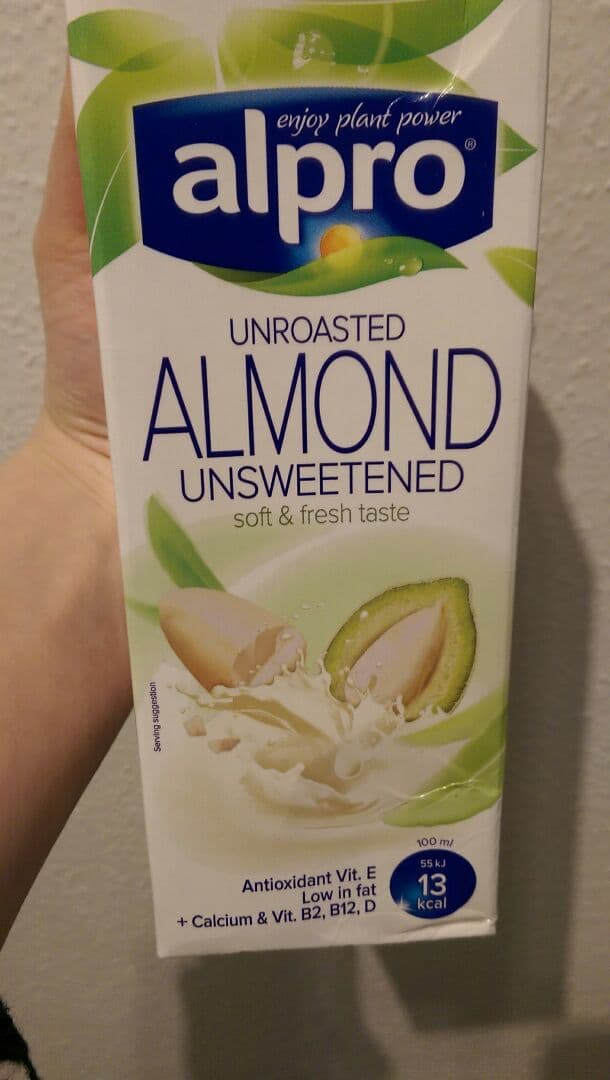 enjoy plant power
alpro®
UNROASTED
ALMOND
UNSWEETENED
soft & fresh taste
Serving suggestion
100 ml
55 kJ
13
kcal
Antioxidant Vit. E
Low in fat
+ Calcium & Vit. B2, B12, D